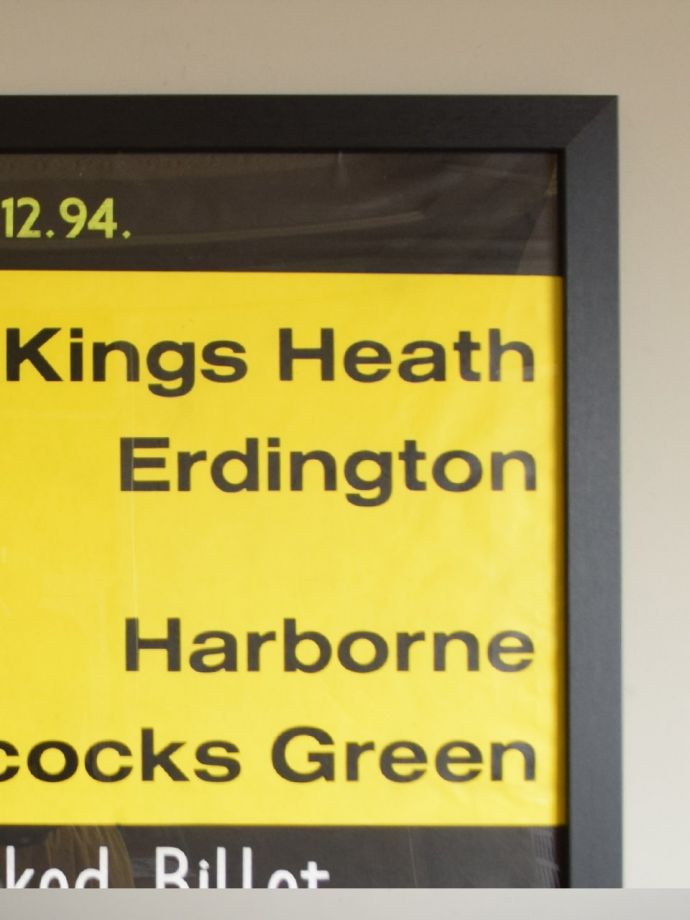 12.94.
Kings Heath
Erdington
Harborne
cocks Green
ked Billet